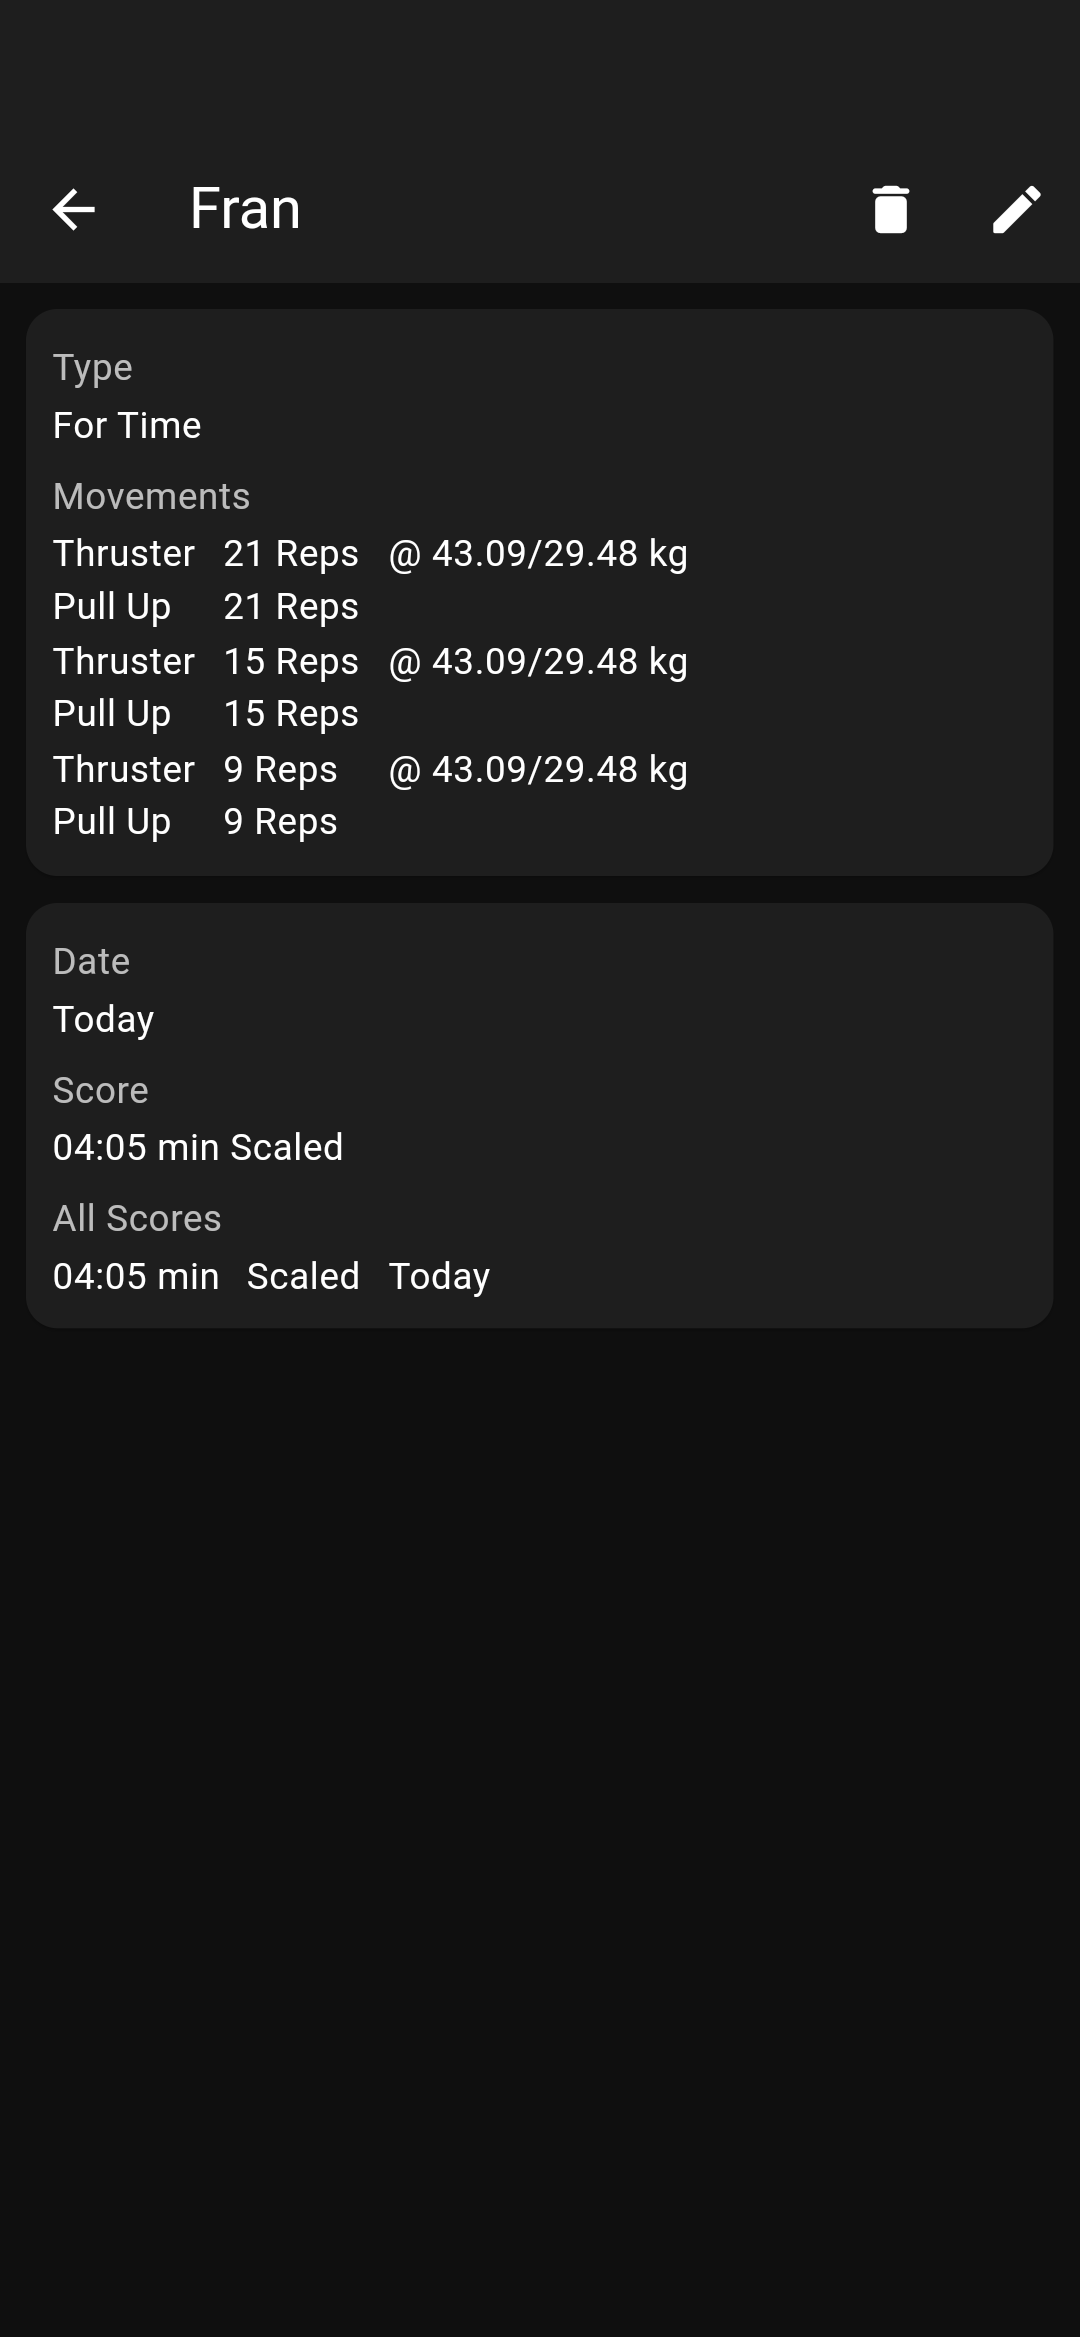 Fran
Type
For Time
Movements
Thruster 21 Reps @ 43.09/29.48 kg
Pull Up 21 Reps
Thruster 15 Reps @ 43.09/29.48 kg
Pull Up 15 Reps
Thruster 9 Reps @ 43.09/29.48 kg
Pull Up 9 Reps
Date
Today
Score
04:05 min Scaled
All Scores
04:05 min Scaled Today